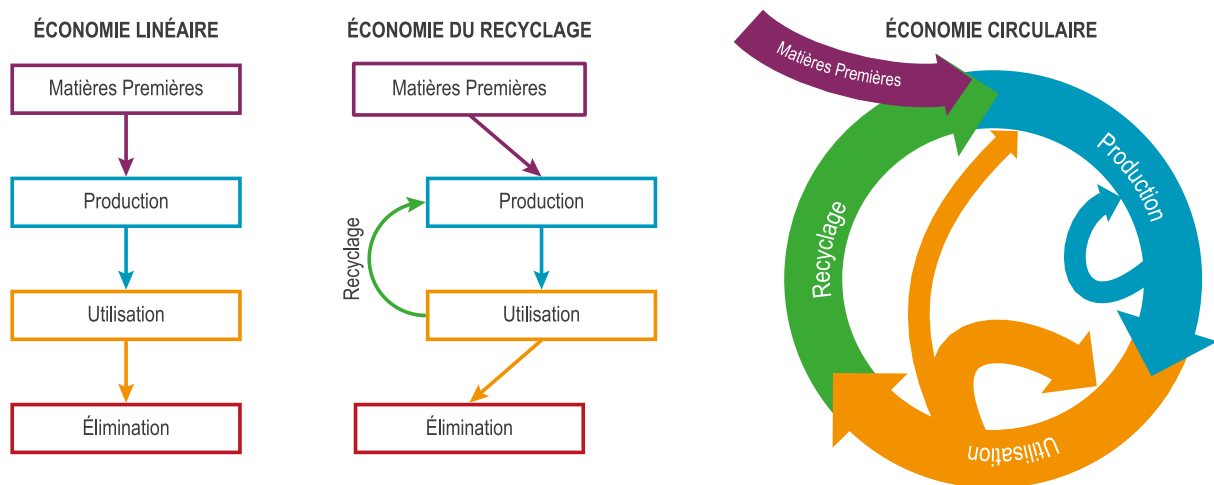 ÉCONOMIE LINÉAIRE
Matières Premières
Production
Utilisation
Élimination
ÉCONOMIE DU RECYCLAGE
Matières Premières
Production
Recyclage
Utilisation
Élimination
ÉCONOMIE CIRCULAIRE
Matières Premières
Production
Recyclage
Utilisation